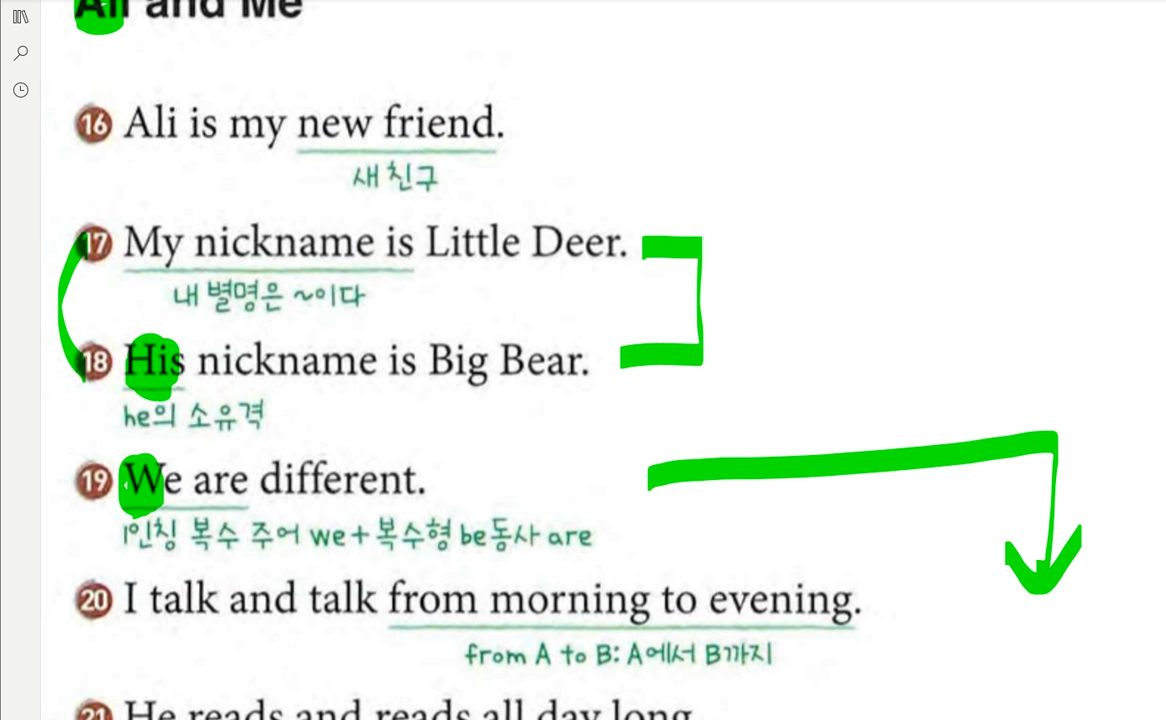 Ali and Me
16 Ali is my new friend.
새 친구
17 My nickname is Little Deer.
내 별명은 ~이다
18 His nickname is Big Bear.
he의 소유격
19 We are different.
1인칭 복수 주어 we+복수형 be동사 are
20 I talk and talk from morning to evening.
from A to B: A에서 B까지
21 He reads and reads all day long.